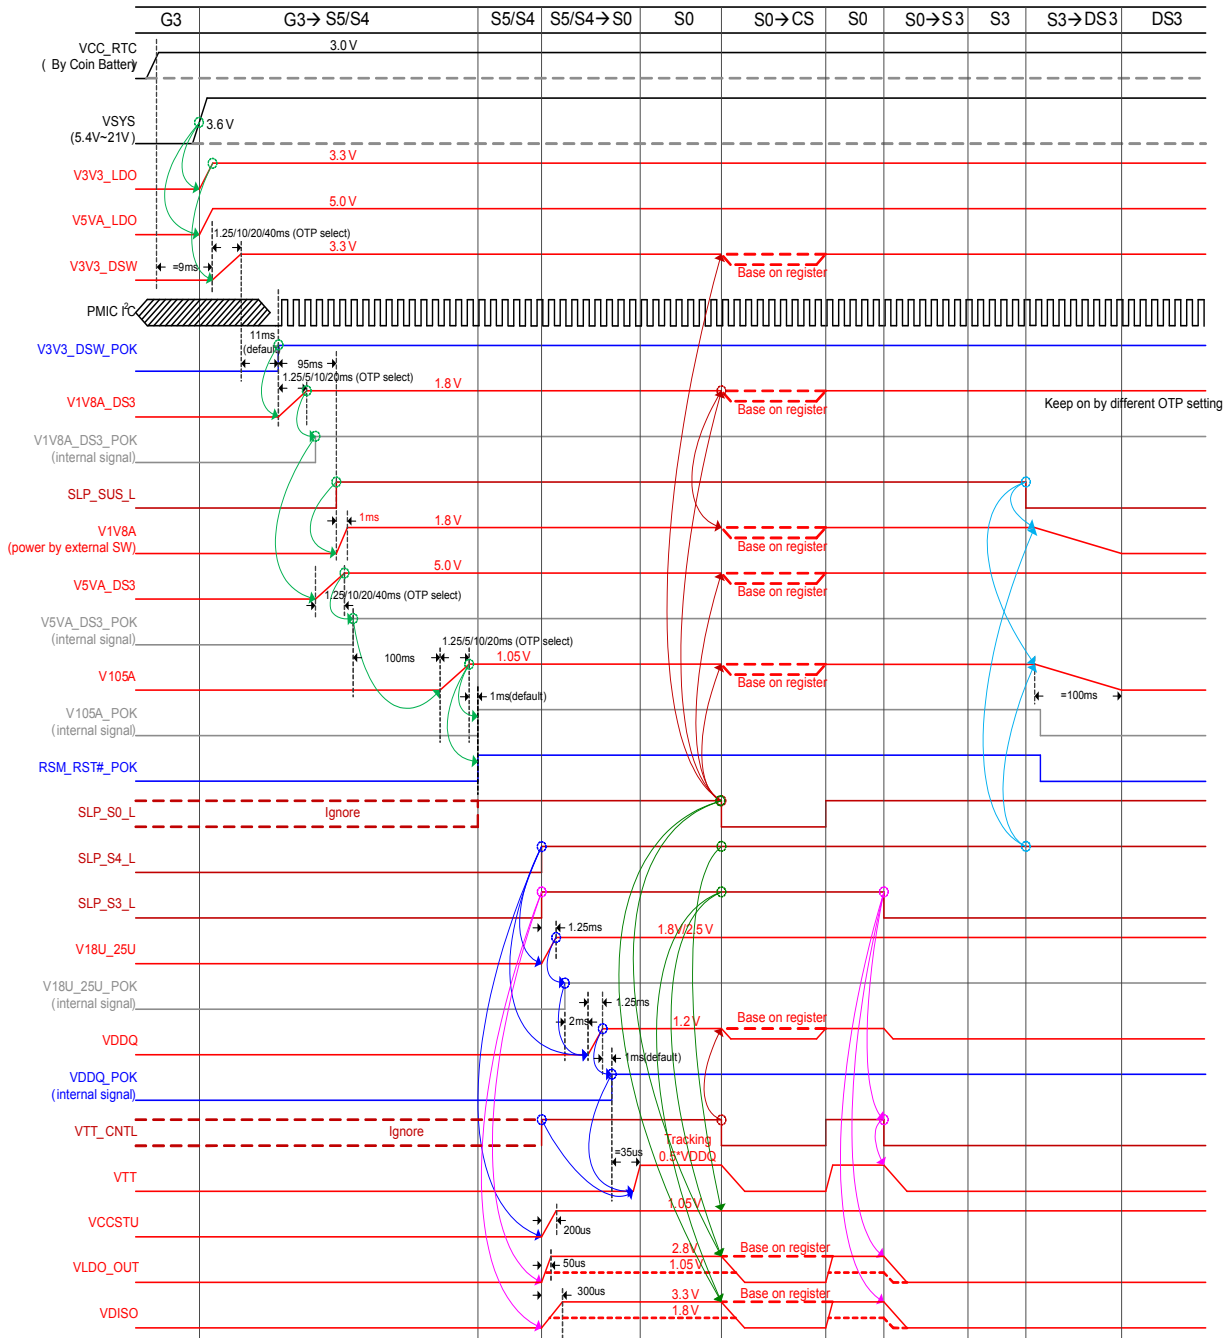 G3
G3→ S5/S4
S5/S4
S5/S4→S0
S0
S0→CS
S0
S0→S3
S3
S3→DS3
DS3
VCC_RTC
( By Coin Battery)
3.0 V
VSYS
(5.4V~21V)
3.6 V
V3V3_LDO
3.3 V
V5VA_LDO
5.0 V
1.25/10/20/40ms (OTP select)
V3V3_DSW
=9ms
3.3 V
Base on register
PMIC I²C
V3V3_DSW_POK
11ms
(default)
95ms
1.25/5/10/20ms (OTP select)
V1V8A_DS3
1.8 V
Base on register
Keep on by different OTP setting
V1V8A_DS3_POK
(internal signal)
SLP_SUS_L
V1V8A
(power by external SW)
1ms
1.8 V
Base on register
V5VA_DS3
5.0 V
Base on register
1.25/10/20/40ms (OTP select)
V5VA_DS3_POK
(internal signal)
1.25/5/10/20ms (OTP select)
100ms
1.05 V
V105A
Base on register
1ms(default)
=100ms
V105A_POK
(internal signal)
RSM_RST#_POK
SLP_S0_L
Ignore
SLP_S4_L
SLP_S3_L
V18U_25U
1.25ms
1.8V/2.5 V
V18U_25U_POK
(internal signal)
1.25ms
2ms
VDDQ
1.2 V
Base on register
1ms(default)
VDDQ_POK
(internal signal)
VTT_CNTL
Ignore
=35us
Tracking
0.5*VDDQ
VTT
VCCSTU
200us
1.05V
VLDO_OUT
50us
2.8V
1.05 V
Base on register
VDISO
300us
3.3 V
1.8 V
Base on register